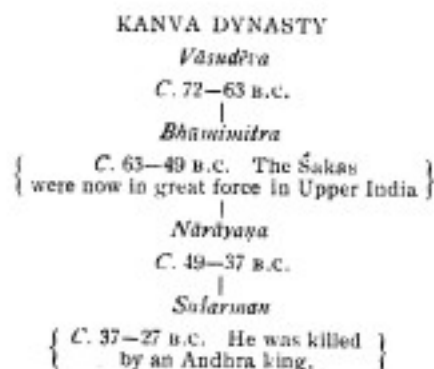 KANVA DYNASTY
Vāsudēva
C. 72–63 B.C.
Bhūmimitra
C. 63–49 B.C. The Śakas
were now in great force in Upper India
Nārāyaṇa
C. 49–37 B.C.
Suśarman
C. 37–27 B.C. He was killed
by an Andhra king.